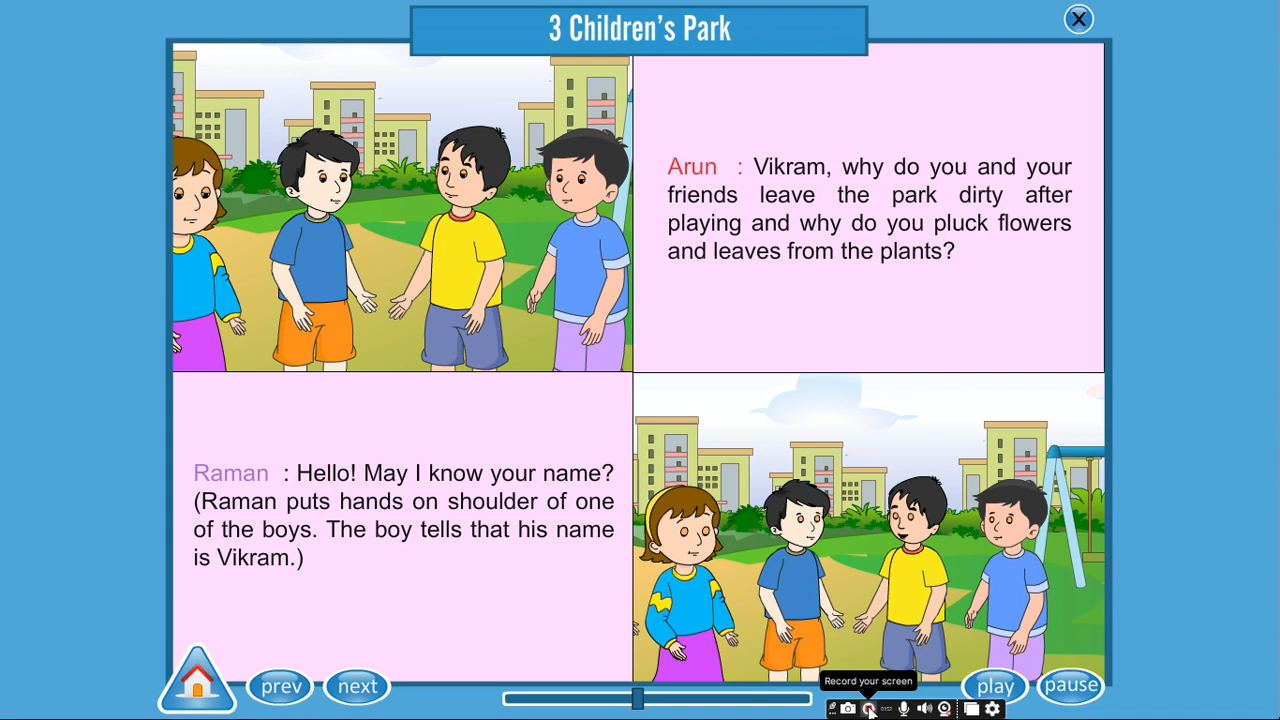 3 Children's Park
X
Arun : Vikram, why do you and your
friends leave the park dirty after
playing and why do you pluck flowers
and leaves from the plants?
Raman : Hello! May I know your name?
(Raman puts hands on shoulder of one
of the boys. The boy tells that his name
is Vikram.)
prev
next
Record your screen
play
pause